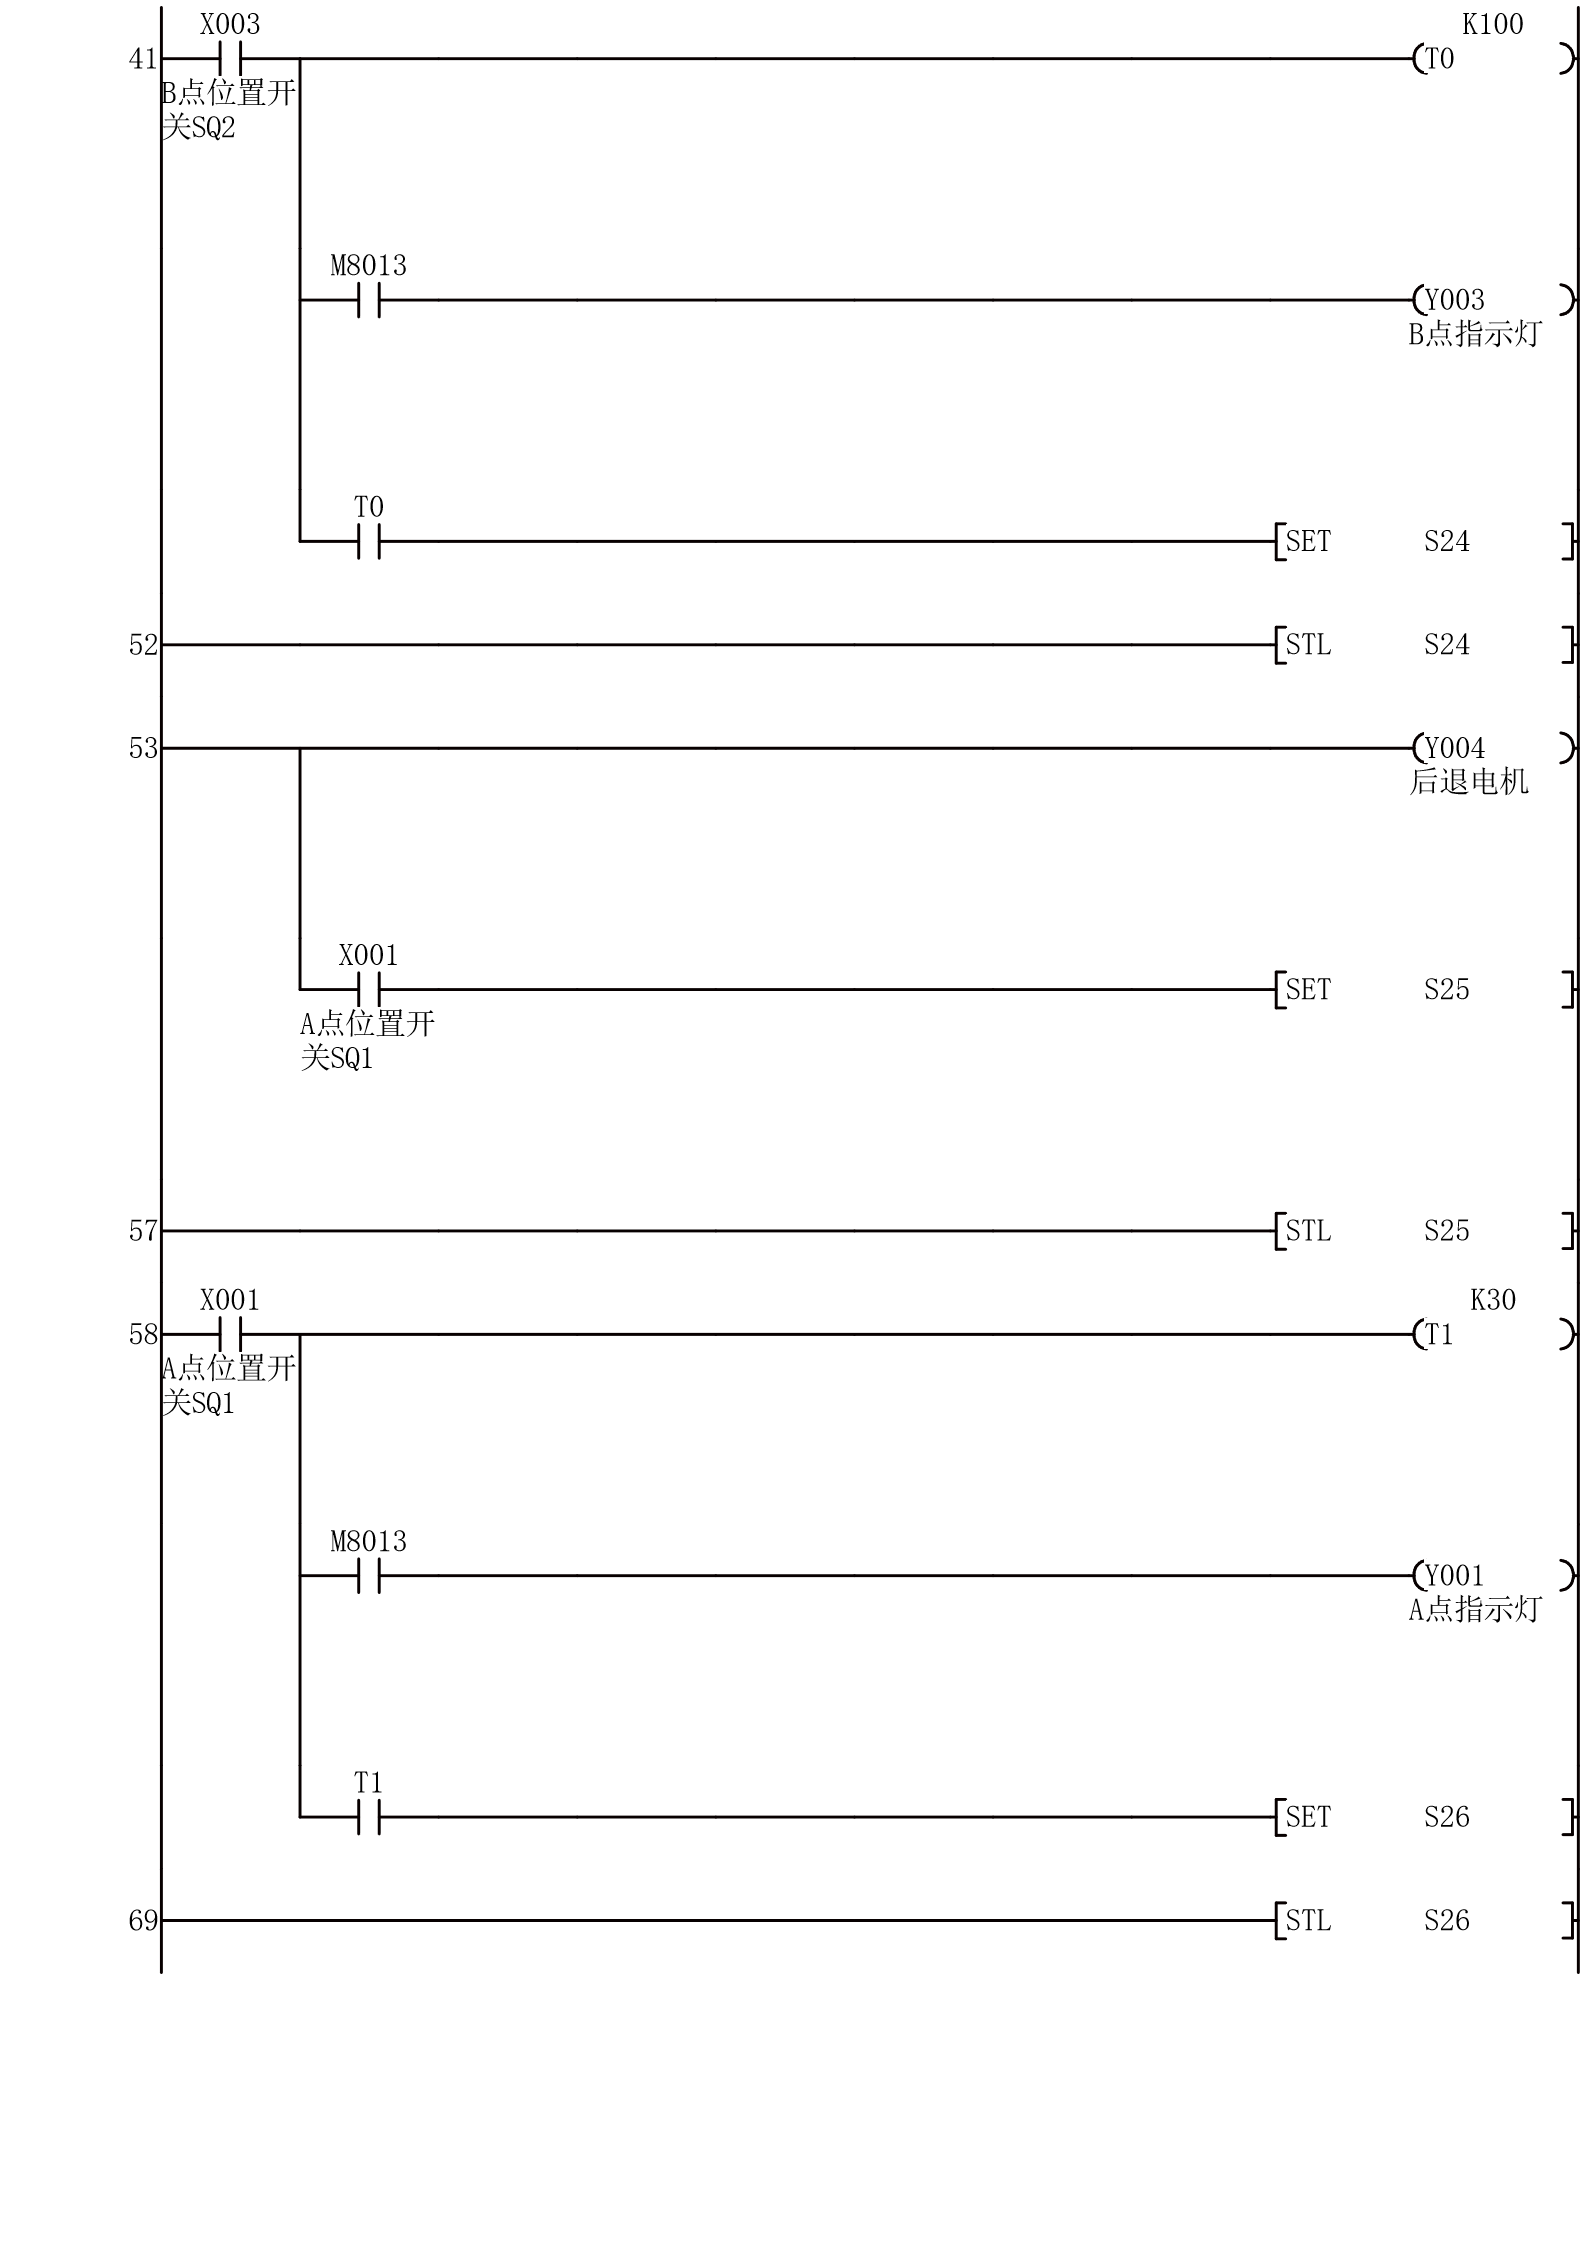 X003 K100
41 T0
B点位置开
关SQ2
M8013
Y003
B点指示灯
T0
SET S24
52 STL S24
53 Y004
后退电机
X001
SET S25
A点位置开
关SQ1
57 STL S25
X001 K30
58 T1
A点位置开
关SQ1
M8013
Y001
A点指示灯
T1
SET S26
69 STL S26